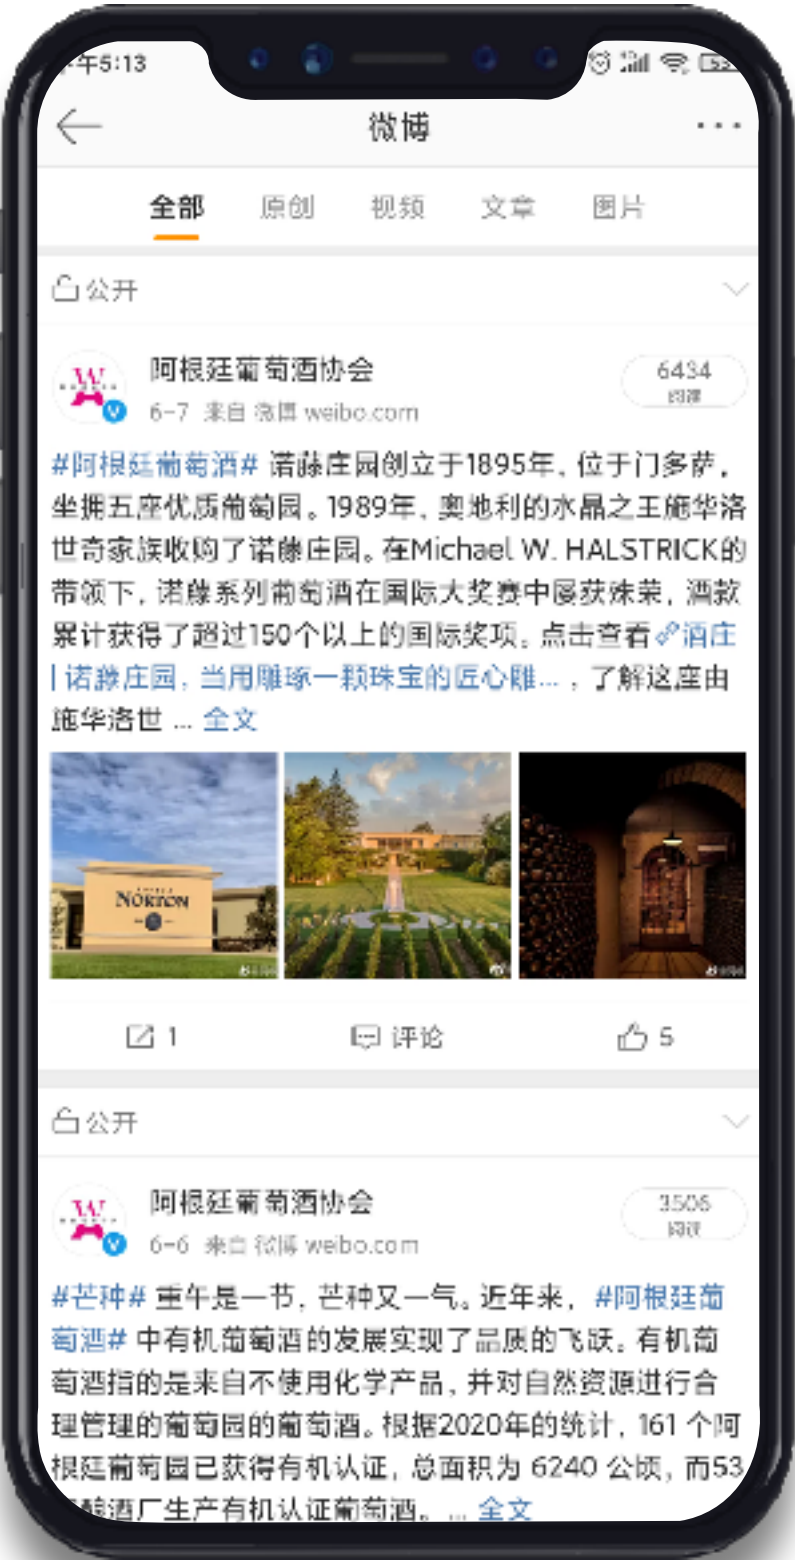 午5:13
微博
全部 原创 视频 文章 图片
公开
阿根廷葡萄酒协会
6434
阅读
6-7 来自 微博 weibo.com
#阿根廷葡萄酒# 诺藤庄园创立于1895年，位于门多萨，
坐拥五座优质葡萄园。1989年，奥地利的水晶之王施华洛
世奇家族收购了诺藤庄园。在Michael W. HALSTRICK的
带领下，诺藤系列葡萄酒在国际大奖赛中屡获殊荣，酒款
累计获得了超过150个以上的国际奖项。点击查看酒庄
| 诺藤庄园，当用雕琢一颗珠宝的匠心雕... ，了解这座由
施华洛世 ... 全文
NORTON
1 评论 5
公开
阿根廷葡萄酒协会
3506
阅读
6-6 来自 微博 weibo.com
#芒种# 重午是一节，芒种又一气。近年来， #阿根廷葡
萄酒# 中有机葡萄酒的发展实现了品质的飞跃。有机葡
萄酒指的是来自不使用化学产品，并对自然资源进行合
理管理的葡萄园的葡萄酒。根据2020年的统计，161 个阿
根廷葡萄园已获得有机认证，总面积为 6240 公顷，而53
酿酒厂生产有机认证葡萄酒。 ... 全文